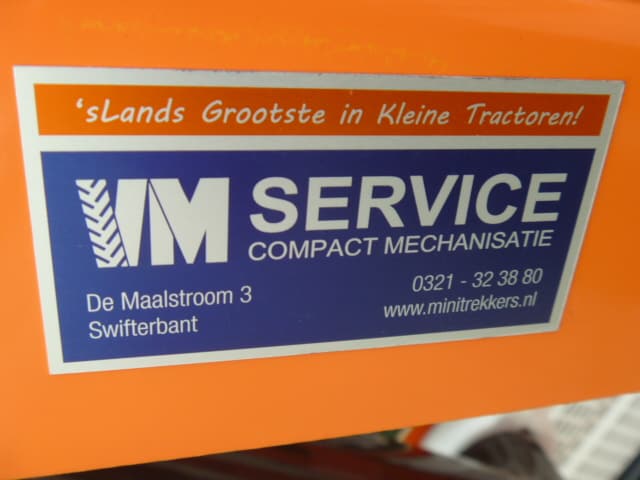 'sLands Grootste in Kleine Tractoren!
VM SERVICE
COMPACT MECHANISATIE
De Maalstroom 3
Swifterbant
0321 - 32 38 80
www.minitrekkers.nl